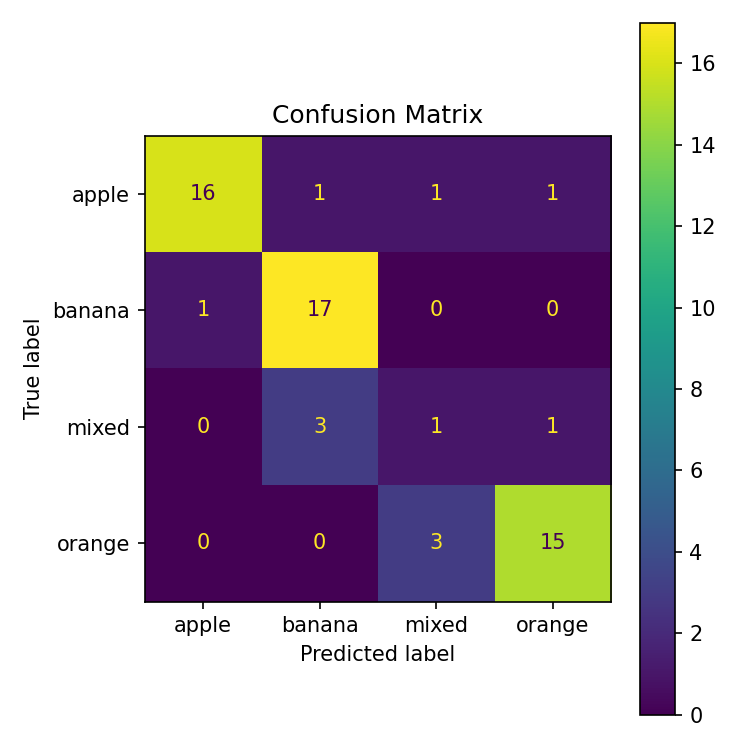 Confusion Matrix
True label
apple 16 1 1 1
banana 1 17 0 0
mixed 0 3 1 1
orange 0 0 3 15
apple banana mixed orange
Predicted label
16
14
12
10
8
6
4
2
0